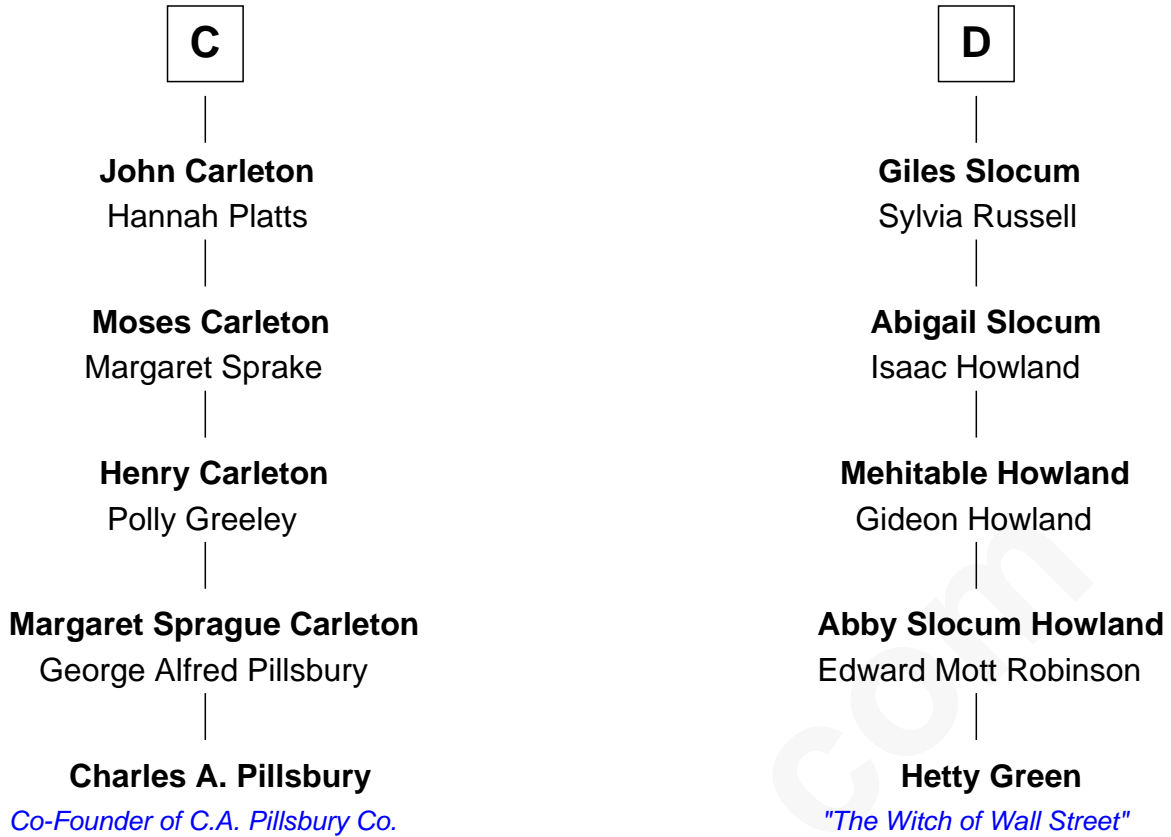 C
John Carleton
Hannah Platts
Moses Carleton
Margaret Sprake
Henry Carleton
Polly Greeley
Margaret Sprague Carleton
George Alfred Pillsbury
Charles A. Pillsbury
Co-Founder of C.A. Pillsbury Co.
D
Giles Slocum
Sylvia Russell
Abigail Slocum
Isaac Howland
Mehitable Howland
Gideon Howland
Abby Slocum Howland
Edward Mott Robinson
Hetty Green
"The Witch of Wall Street"
com